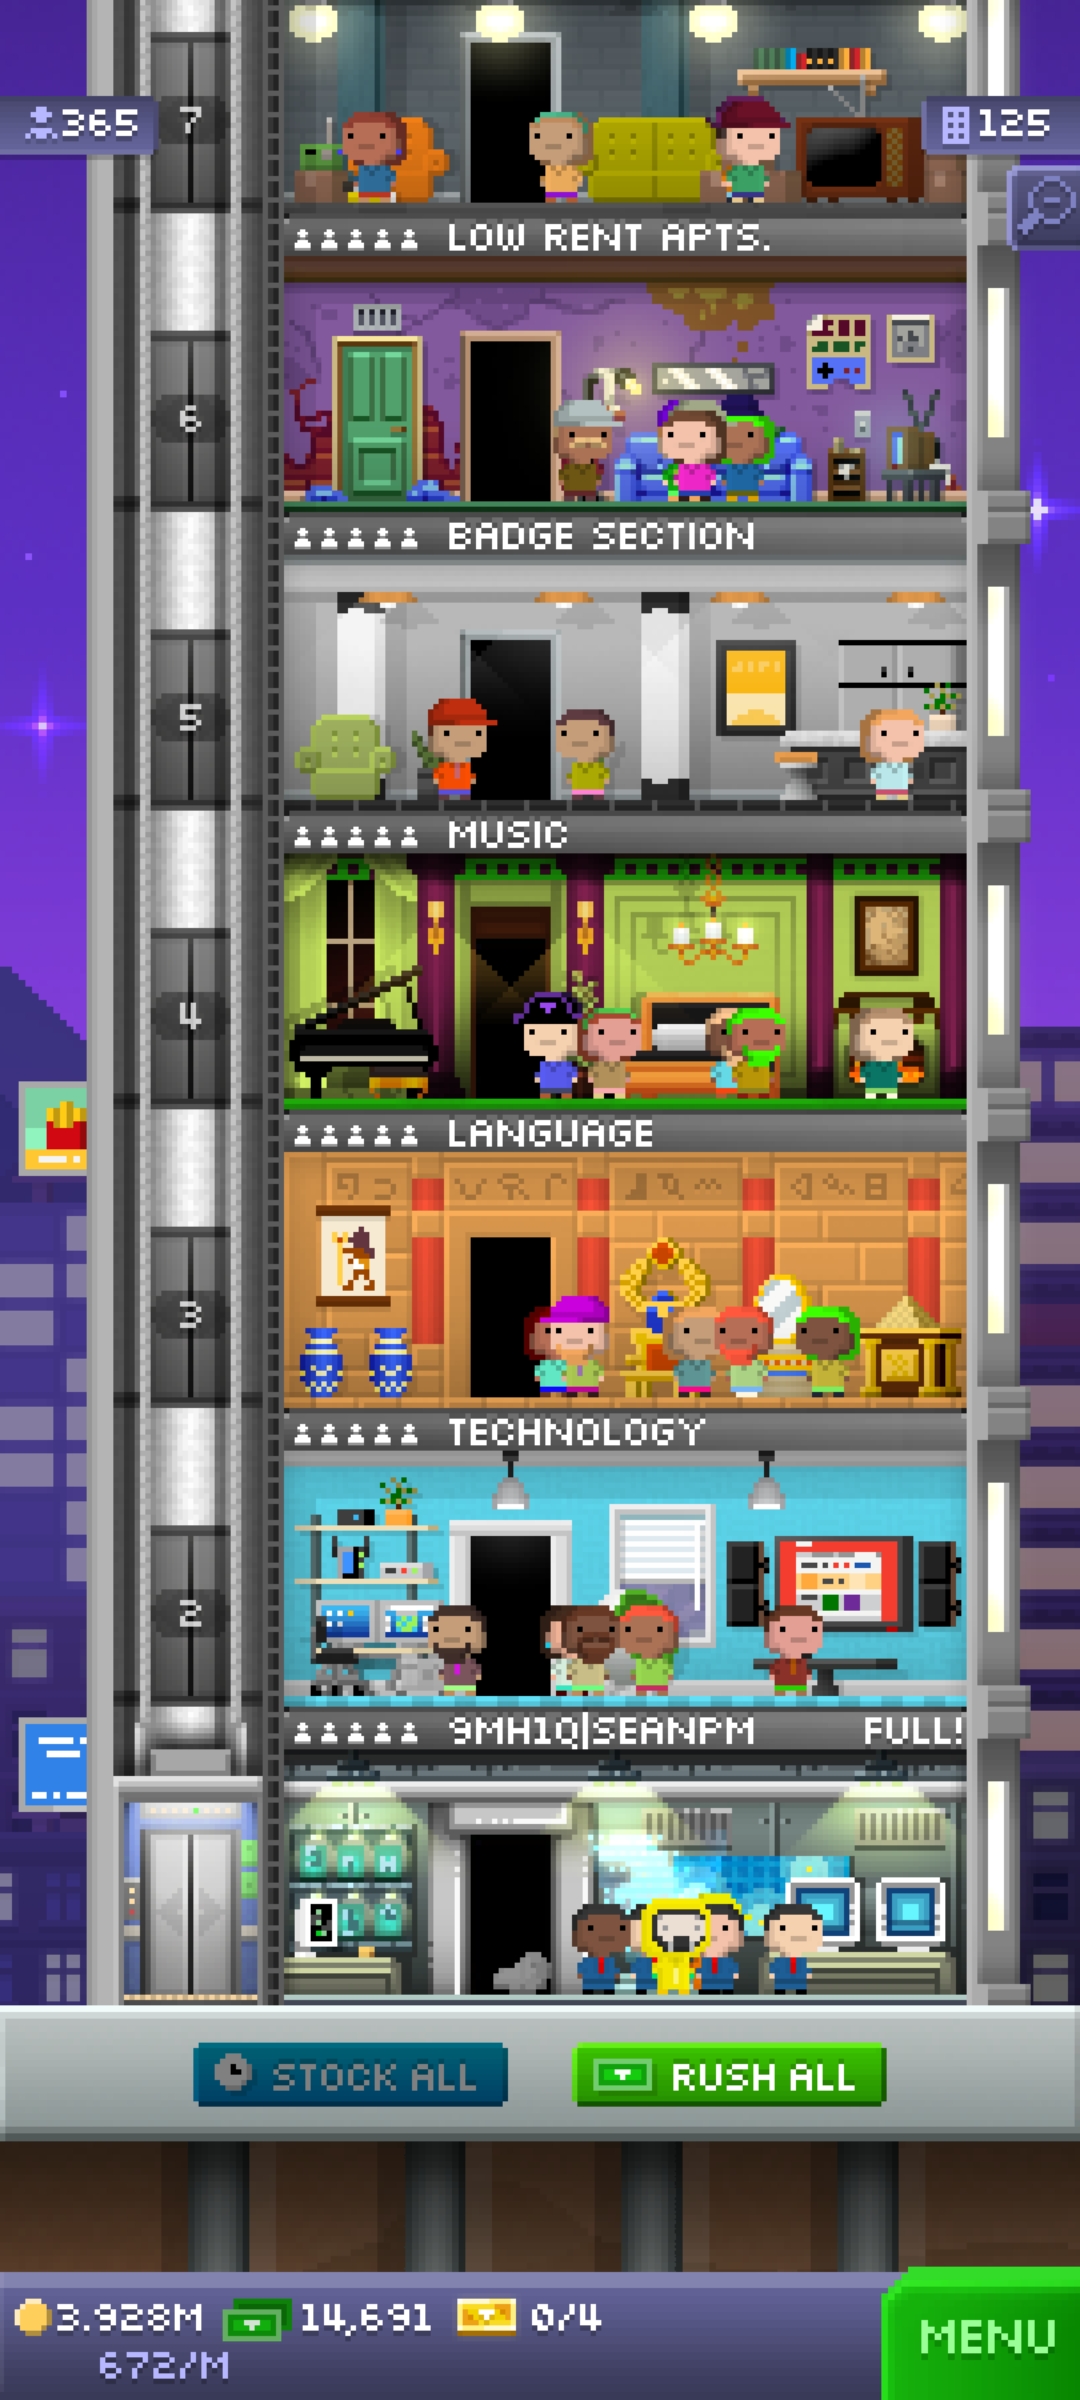 7
365
125
LOW RENT APTS.
6
BADGE SECTION
5
MUSIC
4
LANGUAGE
3
TECHNOLOGY
2
9MH1Q|SEANPM FULL!
STOCK ALL
RUSH ALL
3.928M 14,691 0/4
672/M
MENU